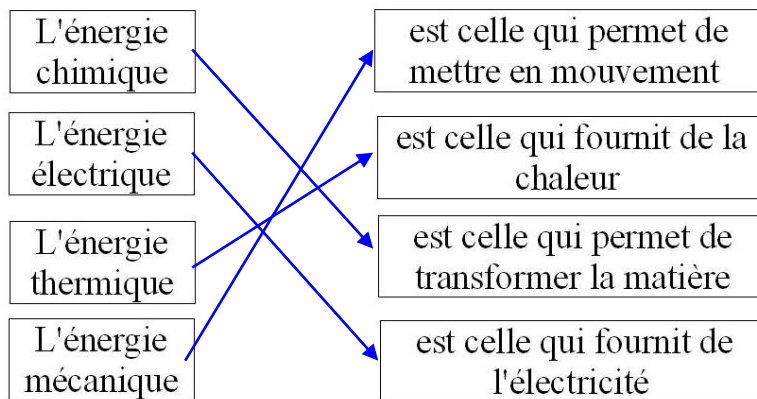 L'énergie
chimique
L'énergie
électrique
L'énergie
thermique
L'énergie
mécanique
est celle qui permet de
mettre en mouvement
est celle qui fournit de la
chaleur
est celle qui permet de
transformer la matière
est celle qui fournit de
l'électricité